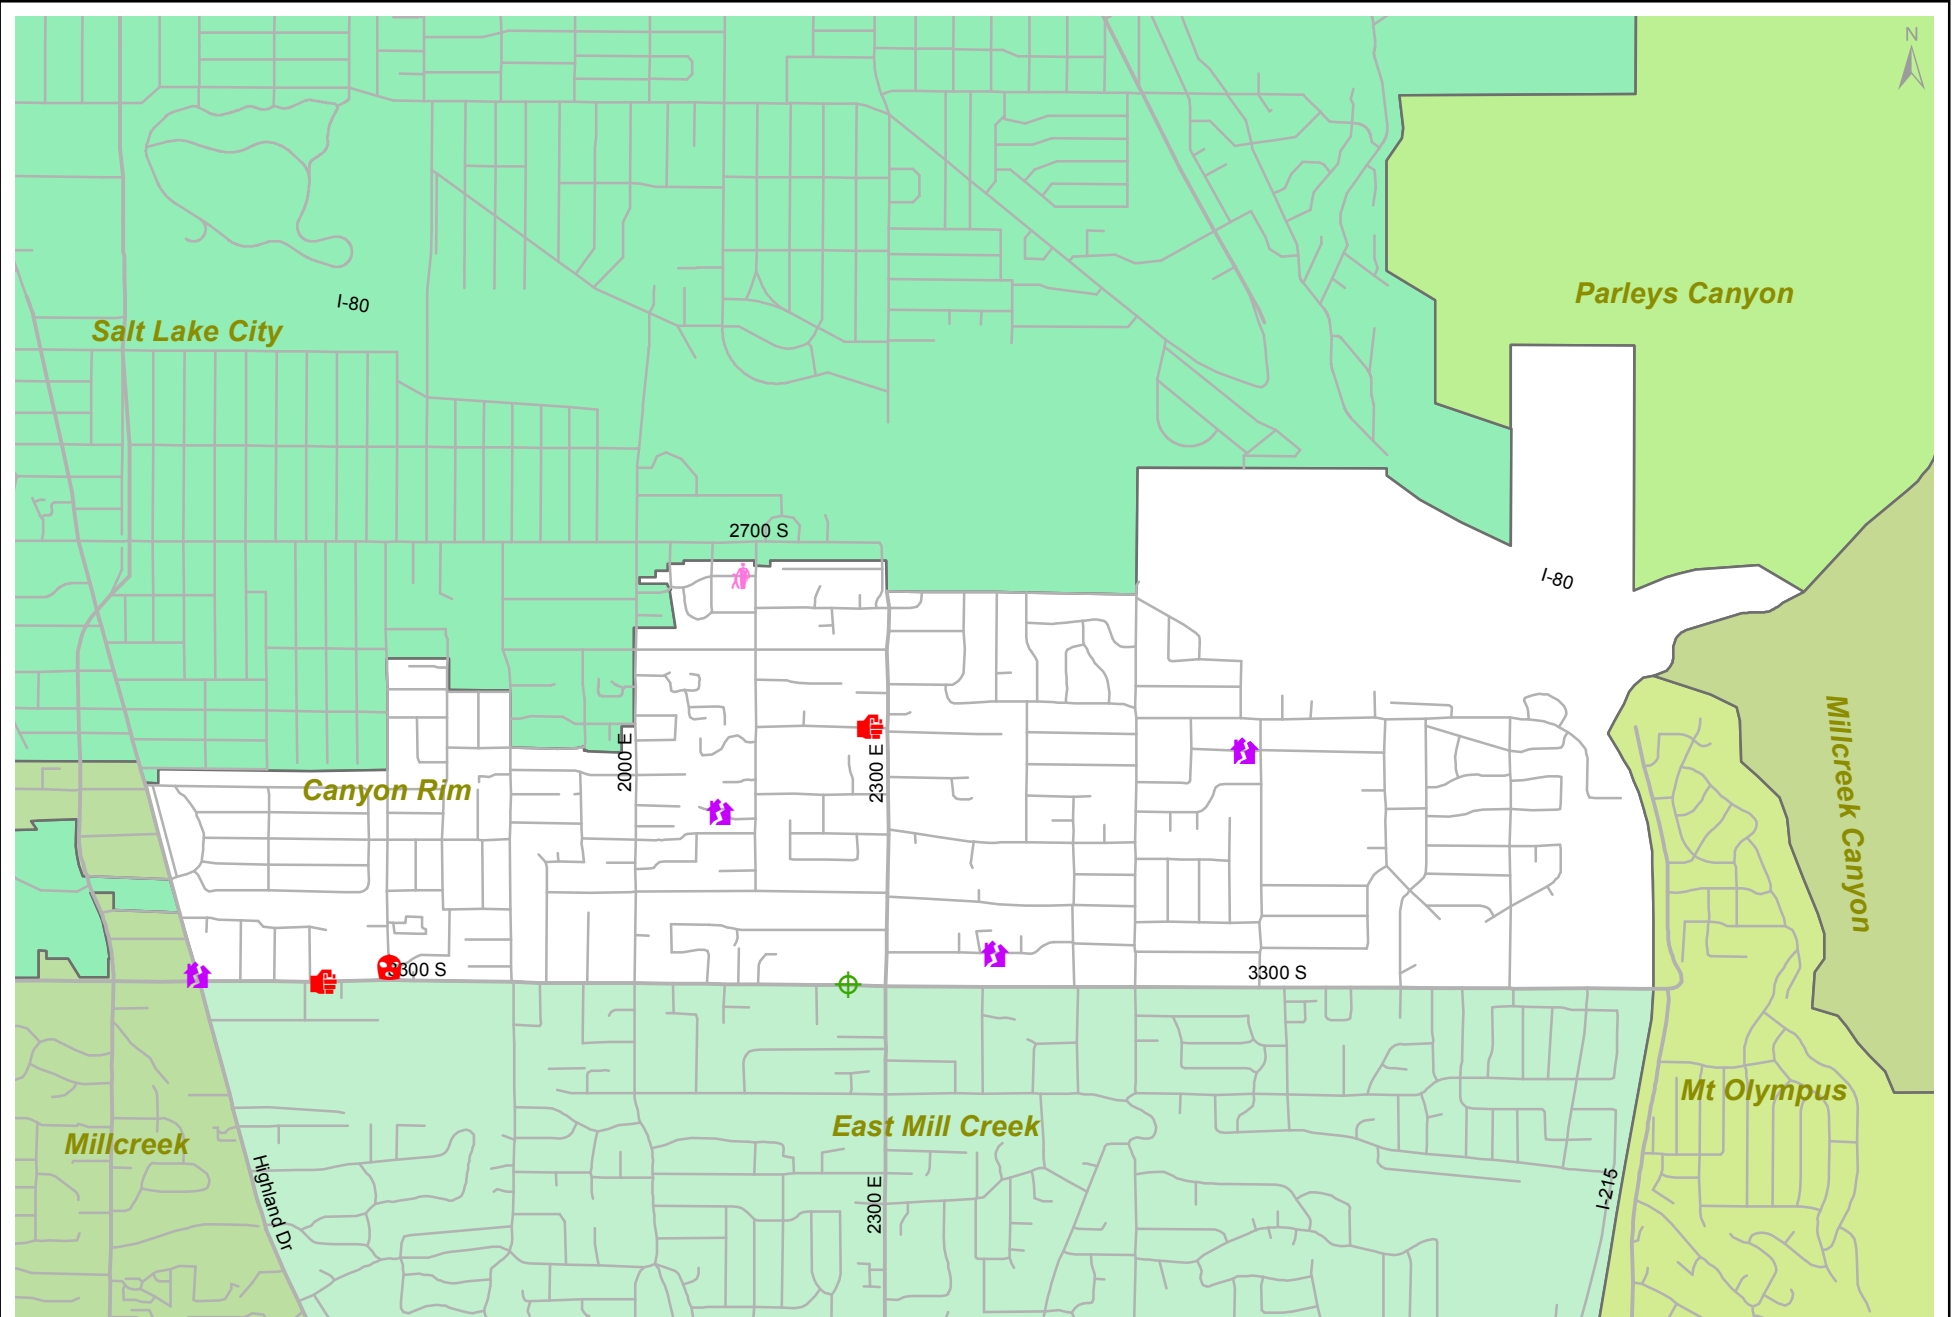 N
Parleys Canyon
I-80
Salt Lake City
2700 S
I-80
2000 E
2300 E
Canyon Rim
Millcreek Canyon
3300 S
3300 S
Mt Olympus
East Mill Creek
Millcreek
Highland Dr
2300 E
I-215